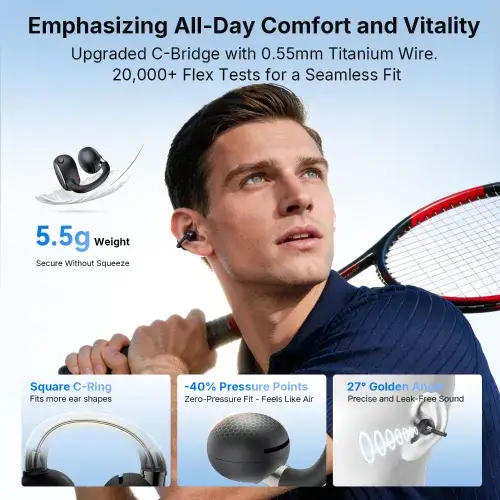 Emphasizing All-Day Comfort and Vitality
Upgraded C-Bridge with 0.55mm Titanium Wire.
20,000+ Flex Tests for a Seamless Fit
5.5g Weight
Secure Without Squeeze
Square C-Ring
Fits more ear shapes
-40% Pressure Points
Zero-Pressure Fit - Feels Like Air
27° Golden Angle
Precise and Leak-Free Sound